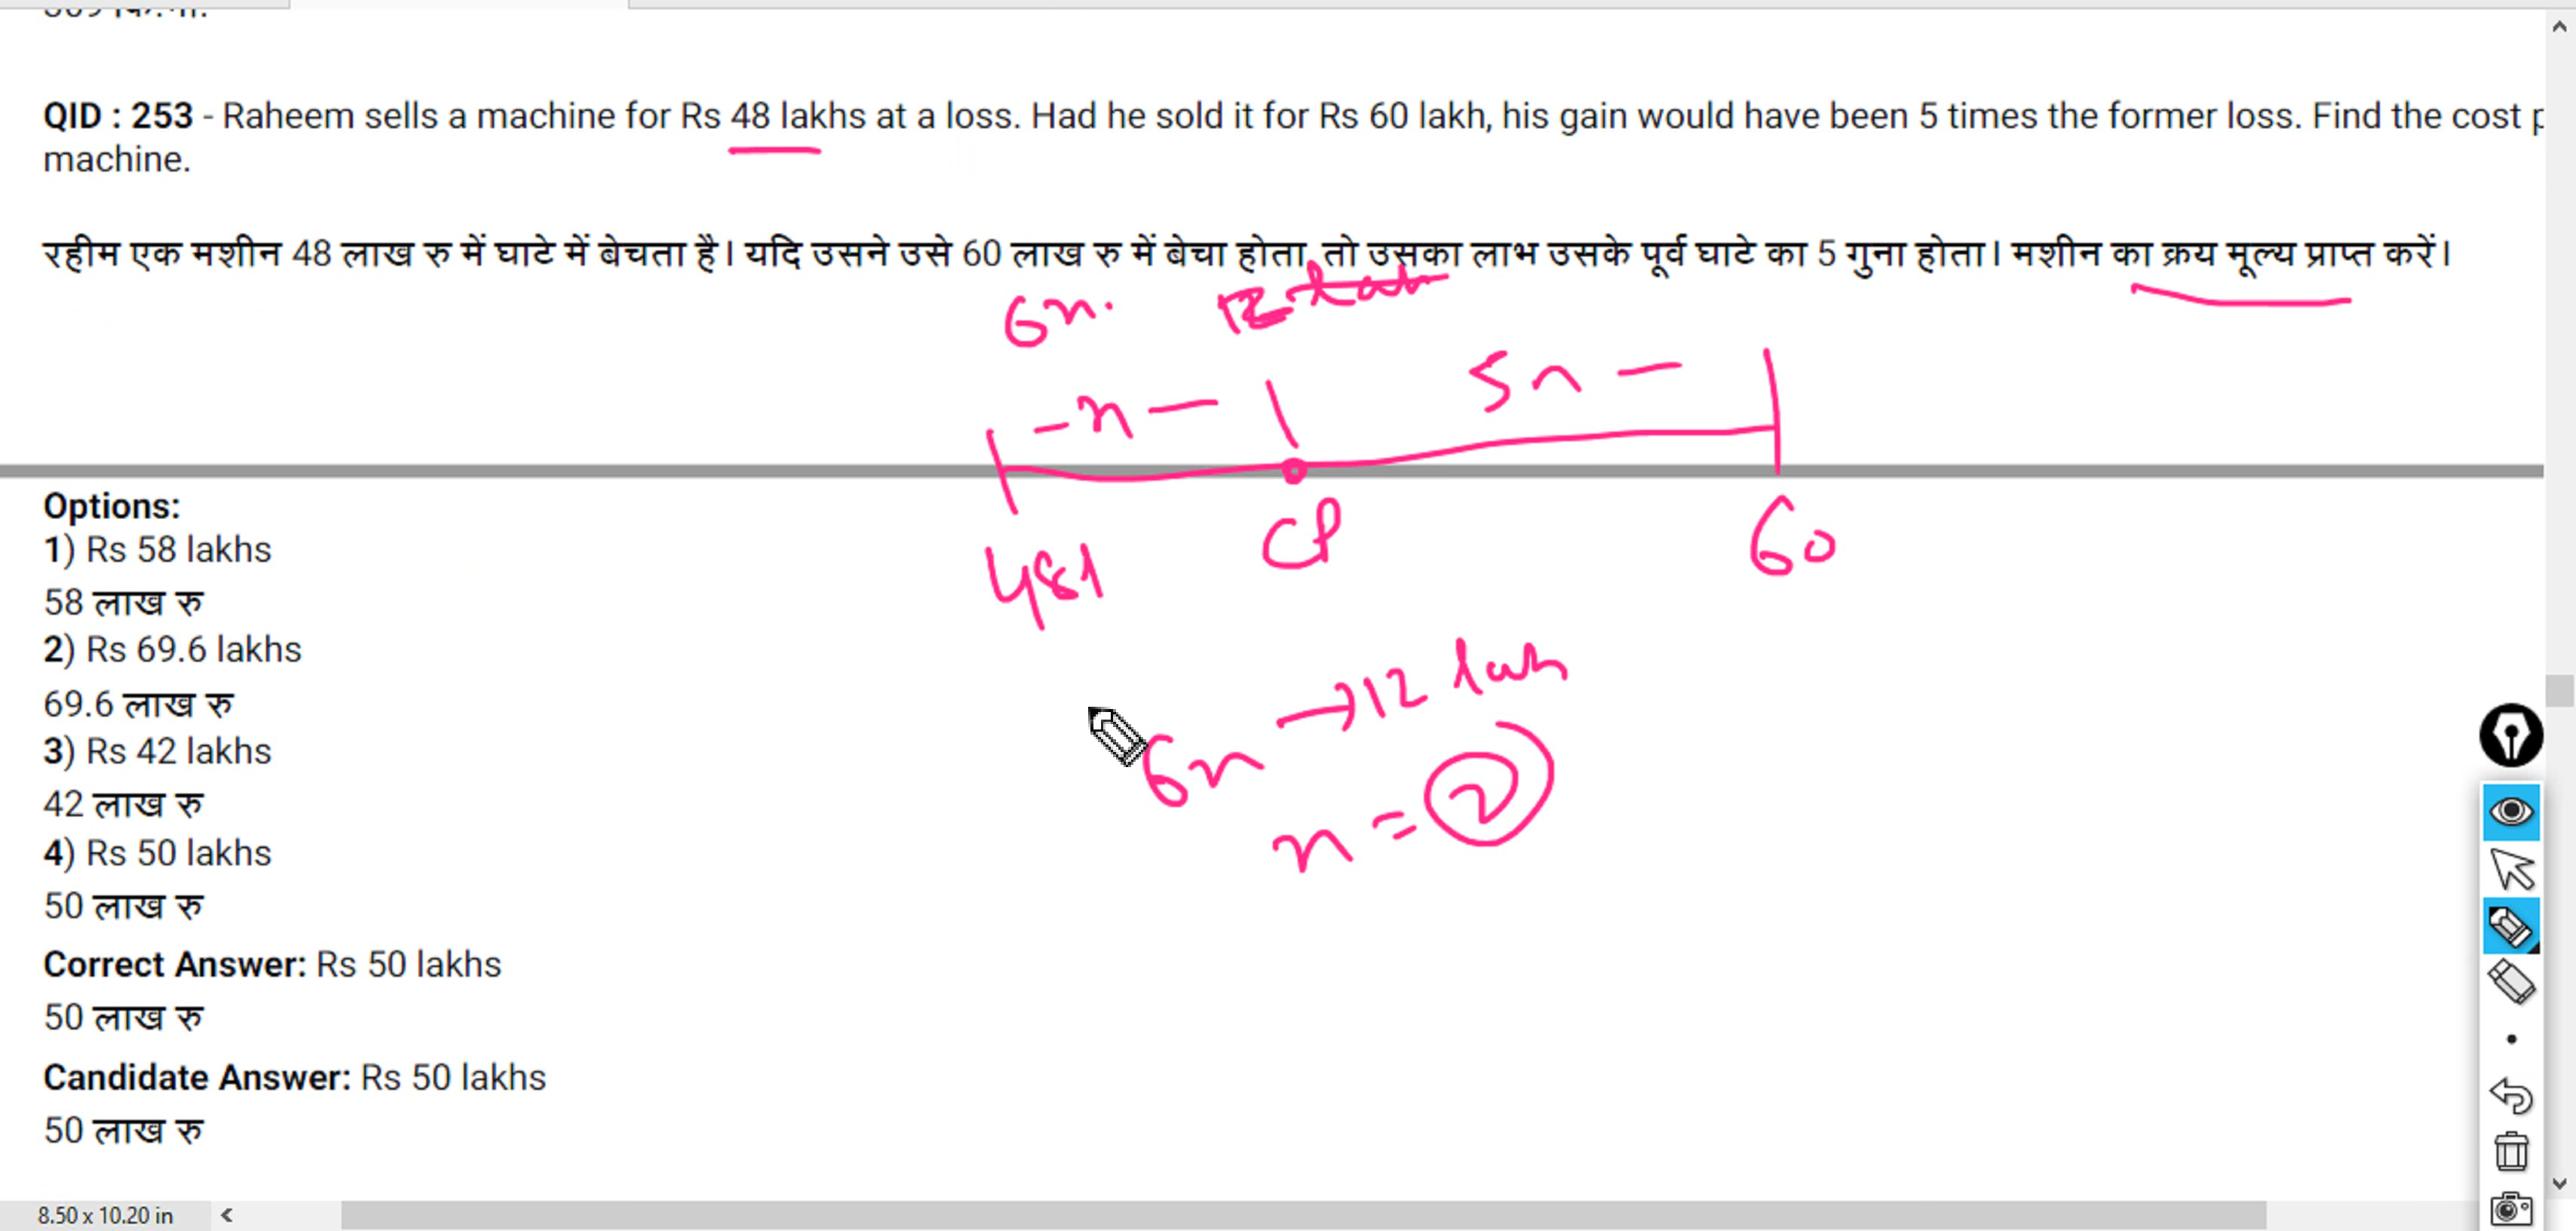 QID : 253 - Raheem sells a machine for Rs 48 lakhs at a loss. Had he sold it for Rs 60 lakh, his gain would have been 5 times the former loss. Find the cost p
machine.
रहीम एक मशीन 48 लाख रु में घाटे में बेचता है। यदि उसने उसे 60 लाख रु में बेचा होता, तो उसका लाभ उसके पूर्व घाटे का 5 गुना होता। मशीन का क्रय मूल्य प्राप्त करें।
6x.
-x- 5x -
48l CP 60
6x → 12 lakh
x = 2
Options:
1) Rs 58 lakhs
58 लाख रु
2) Rs 69.6 lakhs
69.6 लाख रु
3) Rs 42 lakhs
42 लाख रु
4) Rs 50 lakhs
50 लाख रु
Correct Answer: Rs 50 lakhs
50 लाख रु
Candidate Answer: Rs 50 lakhs
50 लाख रु
8.50 x 10.20 in